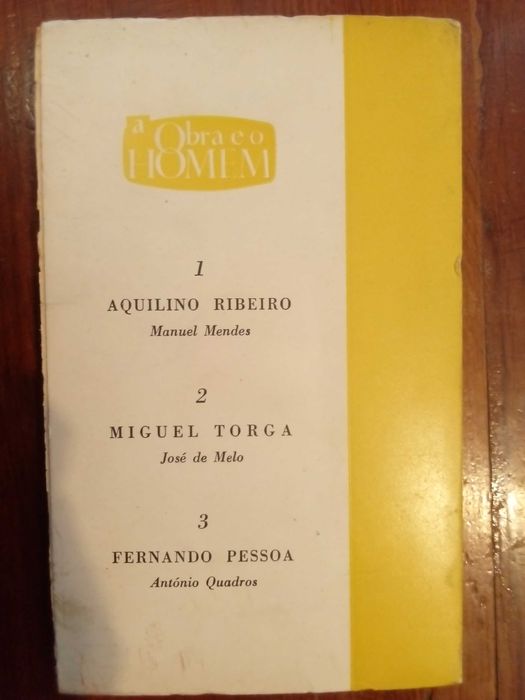 a Obra e o
HOMEM
1
AQUILINO RIBEIRO
Manuel Mendes
2
MIGUEL TORGA
José de Melo
3
FERNANDO PESSOA
António Quadros